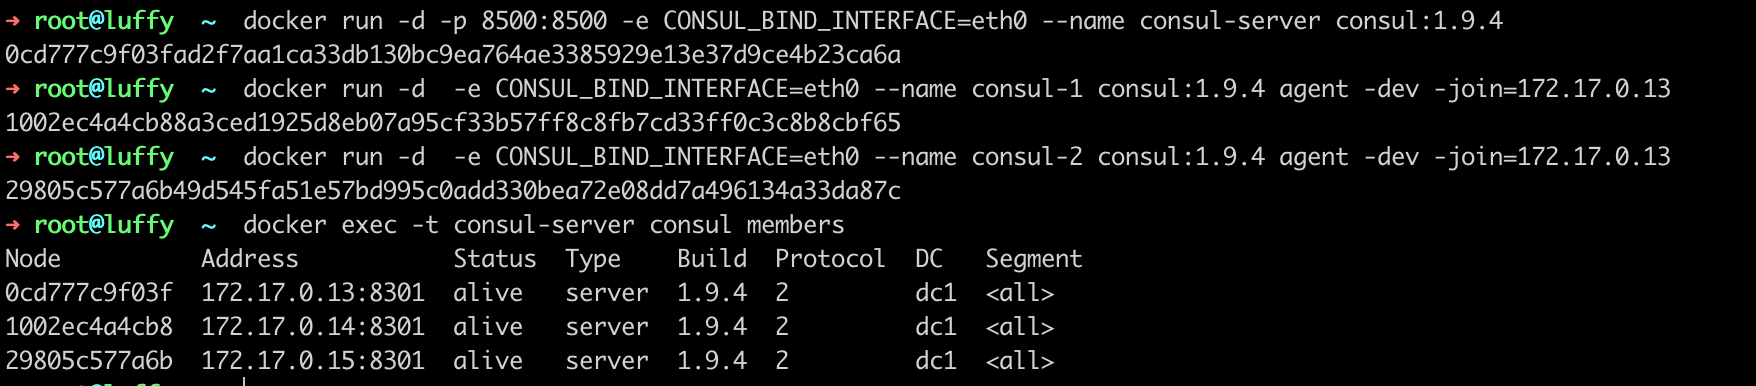 → root@luffy ~ docker run -d -p 8500:8500 -e CONSUL_BIND_INTERFACE=eth0 --name consul-server consul:1.9.4
0cd777c9f03fad2f7aa1ca33db130bc9ea764ae3385929e13e37d9ce4b23ca6a
→ root@luffy ~ docker run -d  -e CONSUL_BIND_INTERFACE=eth0 --name consul-1 consul:1.9.4 agent -dev -join=172.17.0.13
1002ec4a4cb88a3ced1925d8eb07a95cf33b57ff8c8fb7cd33ff0c3c8b8cbf65
→ root@luffy ~ docker run -d  -e CONSUL_BIND_INTERFACE=eth0 --name consul-2 consul:1.9.4 agent -dev -join=172.17.0.13
29805c577a6b49d545fa51e57bd995c0add330bea72e08dd7a496134a33da87c
→ root@luffy ~ docker exec -t consul-server consul members
Node          Address           Status  Type    Build  Protocol  DC   Segment
0cd777c9f03f  172.17.0.13:8301  alive   server  1.9.4  2         dc1  <all>
1002ec4a4cb8  172.17.0.14:8301  alive   server  1.9.4  2         dc1  <all>
29805c577a6b  172.17.0.15:8301  alive   server  1.9.4  2         dc1  <all>